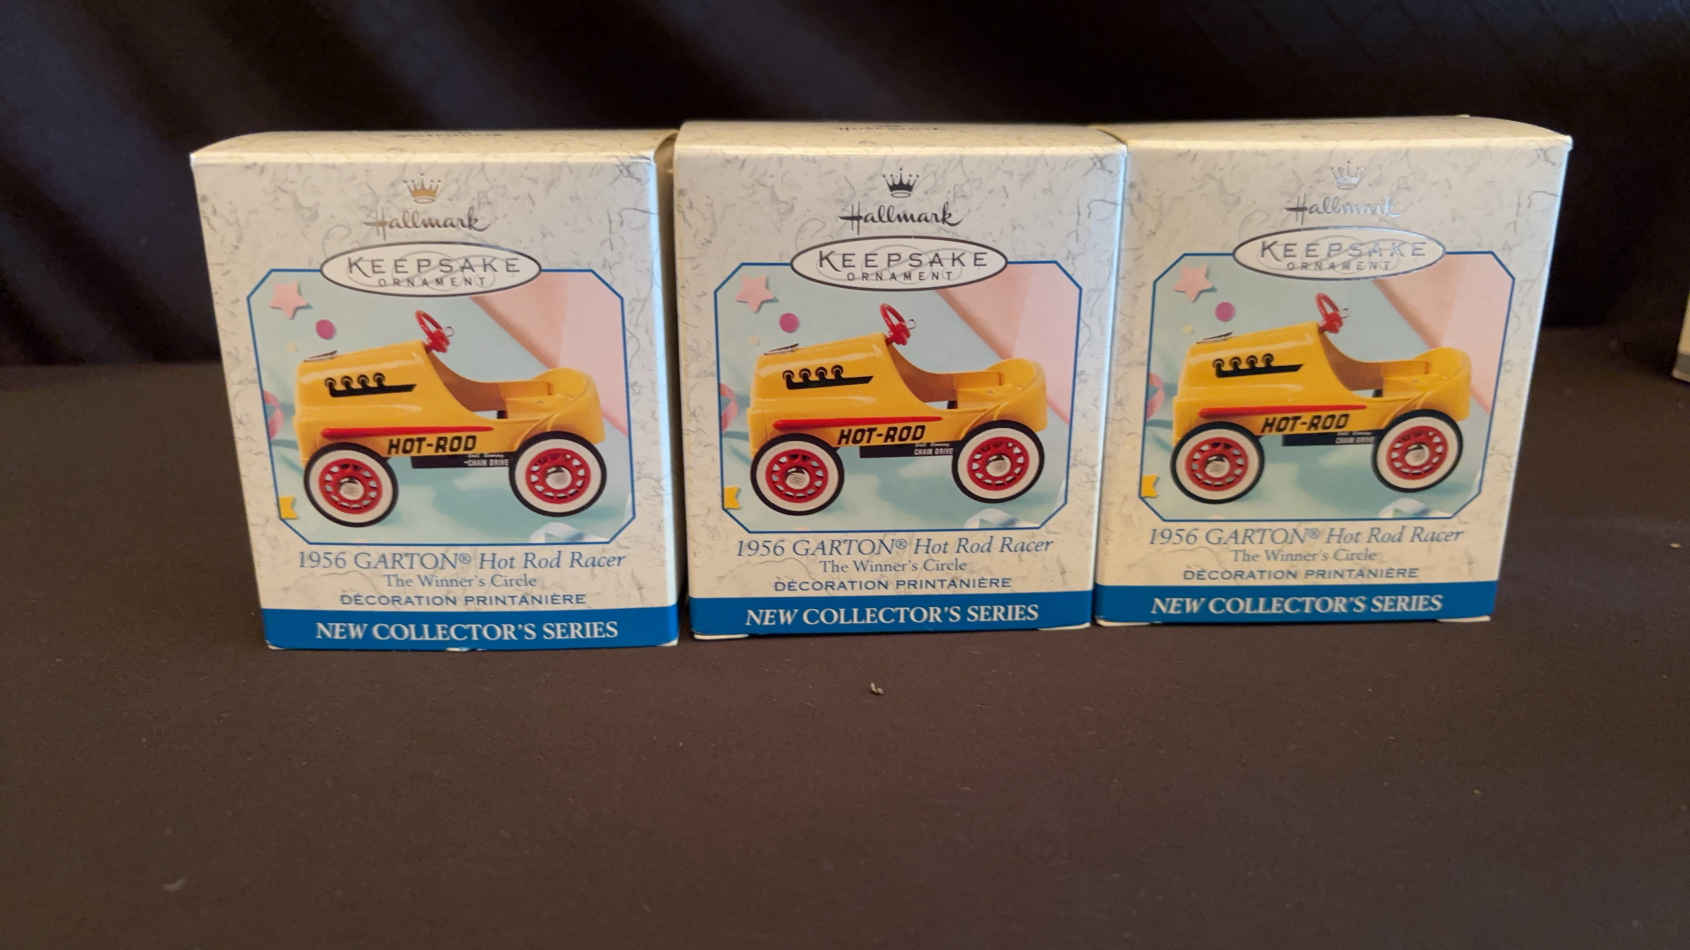 Hallmark
KEEPSAKE
ORNAMENT
HOT-ROD
CHAIN DRIVE
1956 GARTON® Hot Rod Racer
The Winner's Circle
DÉCORATION PRINTANIÈRE
NEW COLLECTOR'S SERIES
Hallmark
KEEPSAKE
ORNAMENT
HOT-ROD
CHAIN DRIVE
1956 GARTON® Hot Rod Racer
The Winner's Circle
DÉCORATION PRINTANIÈRE
NEW COLLECTOR'S SERIES
Hallmark
KEEPSAKE
ORNAMENT
HOT-ROD
CHAIN DRIVE
1956 GARTON® Hot Rod Racer
The Winner's Circle
DÉCORATION PRINTANIÈRE
NEW COLLECTOR'S SERIES